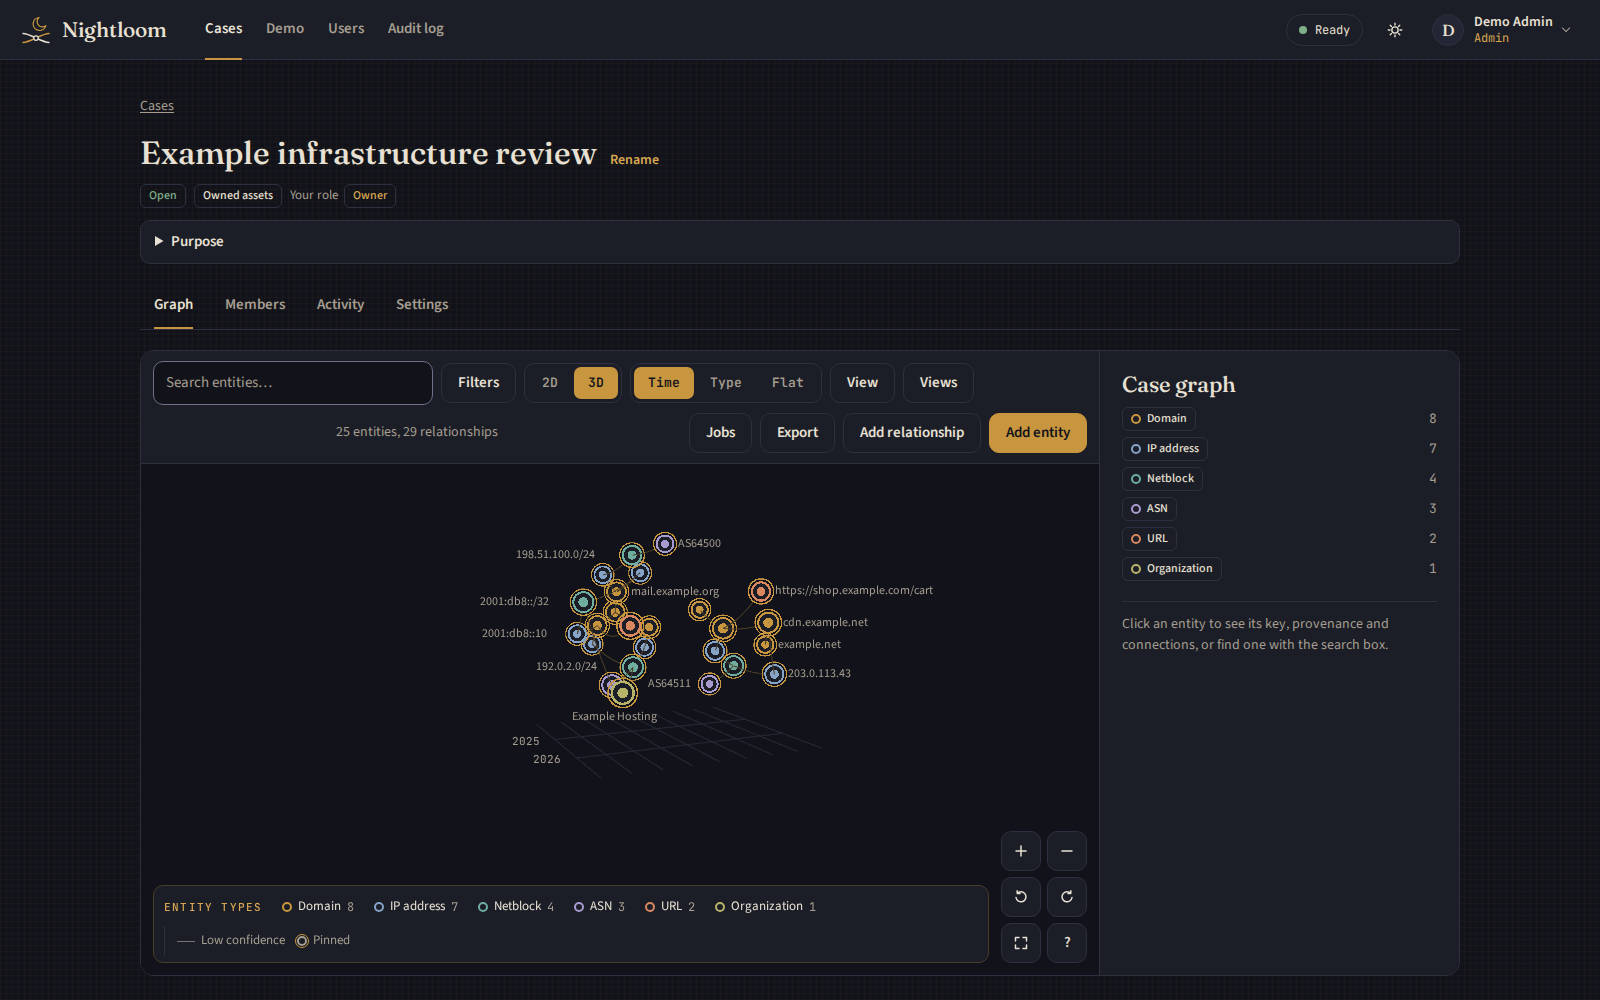 Nightloom
Cases Demo Users Audit log
Ready
D
Demo Admin
Admin
Cases
Example infrastructure review Rename
Open Owned assets Your role Owner
Purpose
Graph Members Activity Settings
Search entities… Filters 2D 3D Time Type Flat View Views
25 entities, 29 relationships Jobs Export Add relationship Add entity
AS64500
198.51.100.0/24
mail.example.org
https://shop.example.com/cart
2001:db8::/32
cdn.example.net
2001:db8::10
example.net
192.0.2.0/24
203.0.113.43
AS64511
Example Hosting
2025
2026
+ −
?
ENTITY TYPES Domain 8 IP address 7 Netblock 4 ASN 3 URL 2 Organization 1
Low confidence Pinned
Case graph
Domain 8
IP address 7
Netblock 4
ASN 3
URL 2
Organization 1
Click an entity to see its key, provenance and
connections, or find one with the search box.